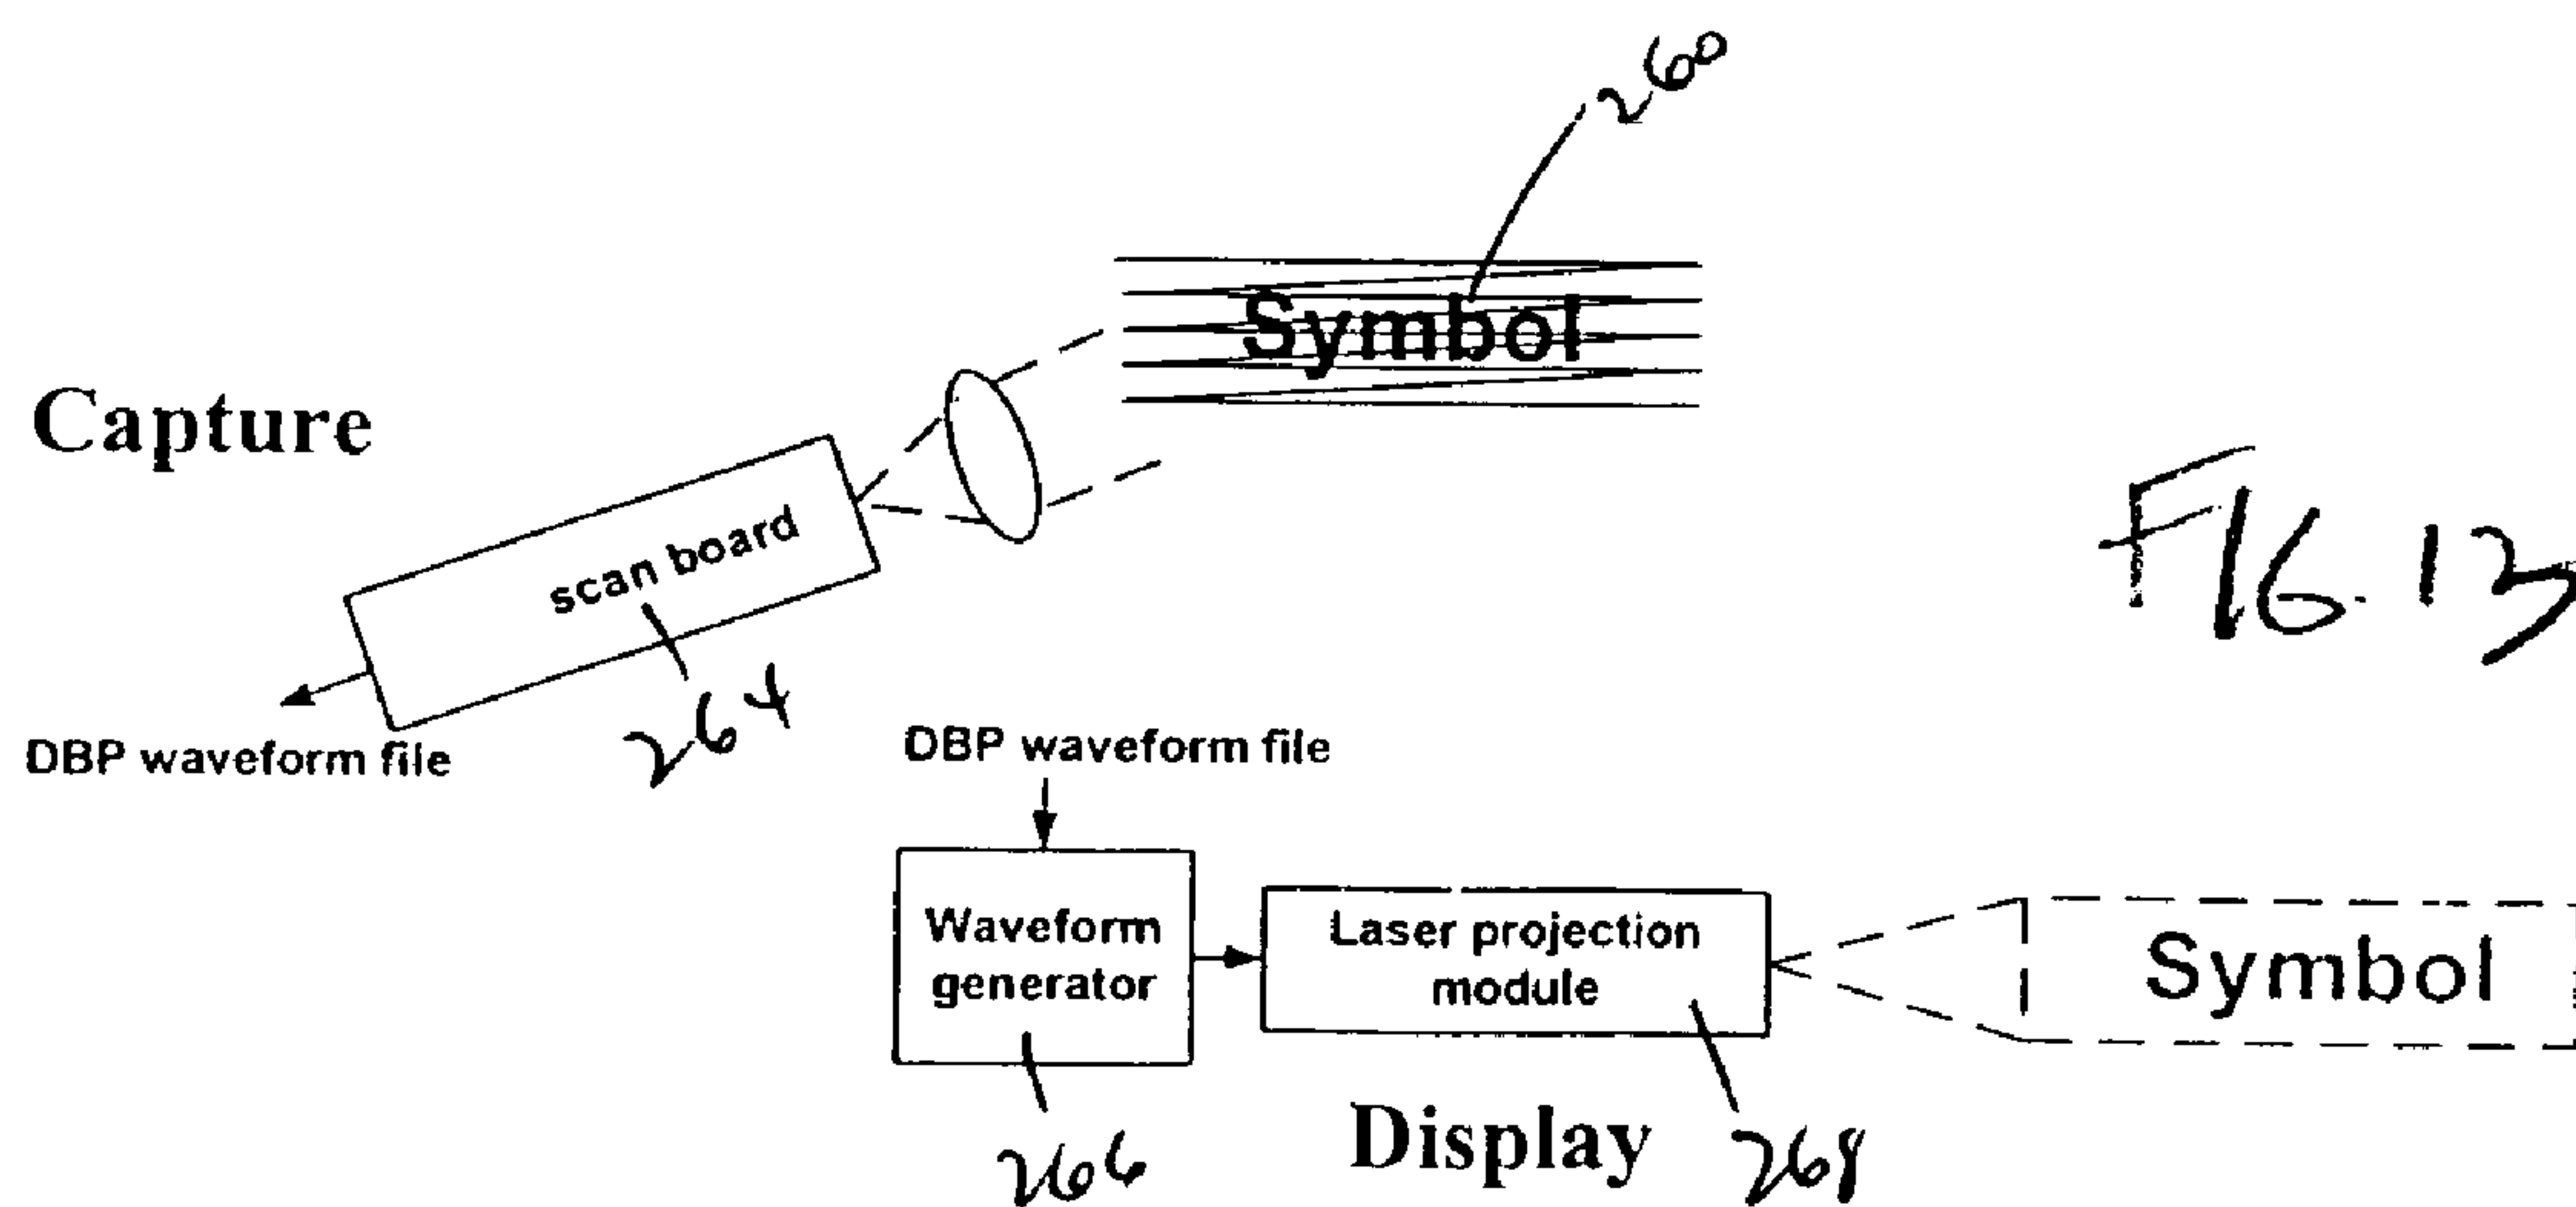 260
Symbol
Capture
scan board
264
FIG. 13
DBP waveform file
DBP waveform file
Waveform
generator
Laser projection
module
Symbol
266
Display
268